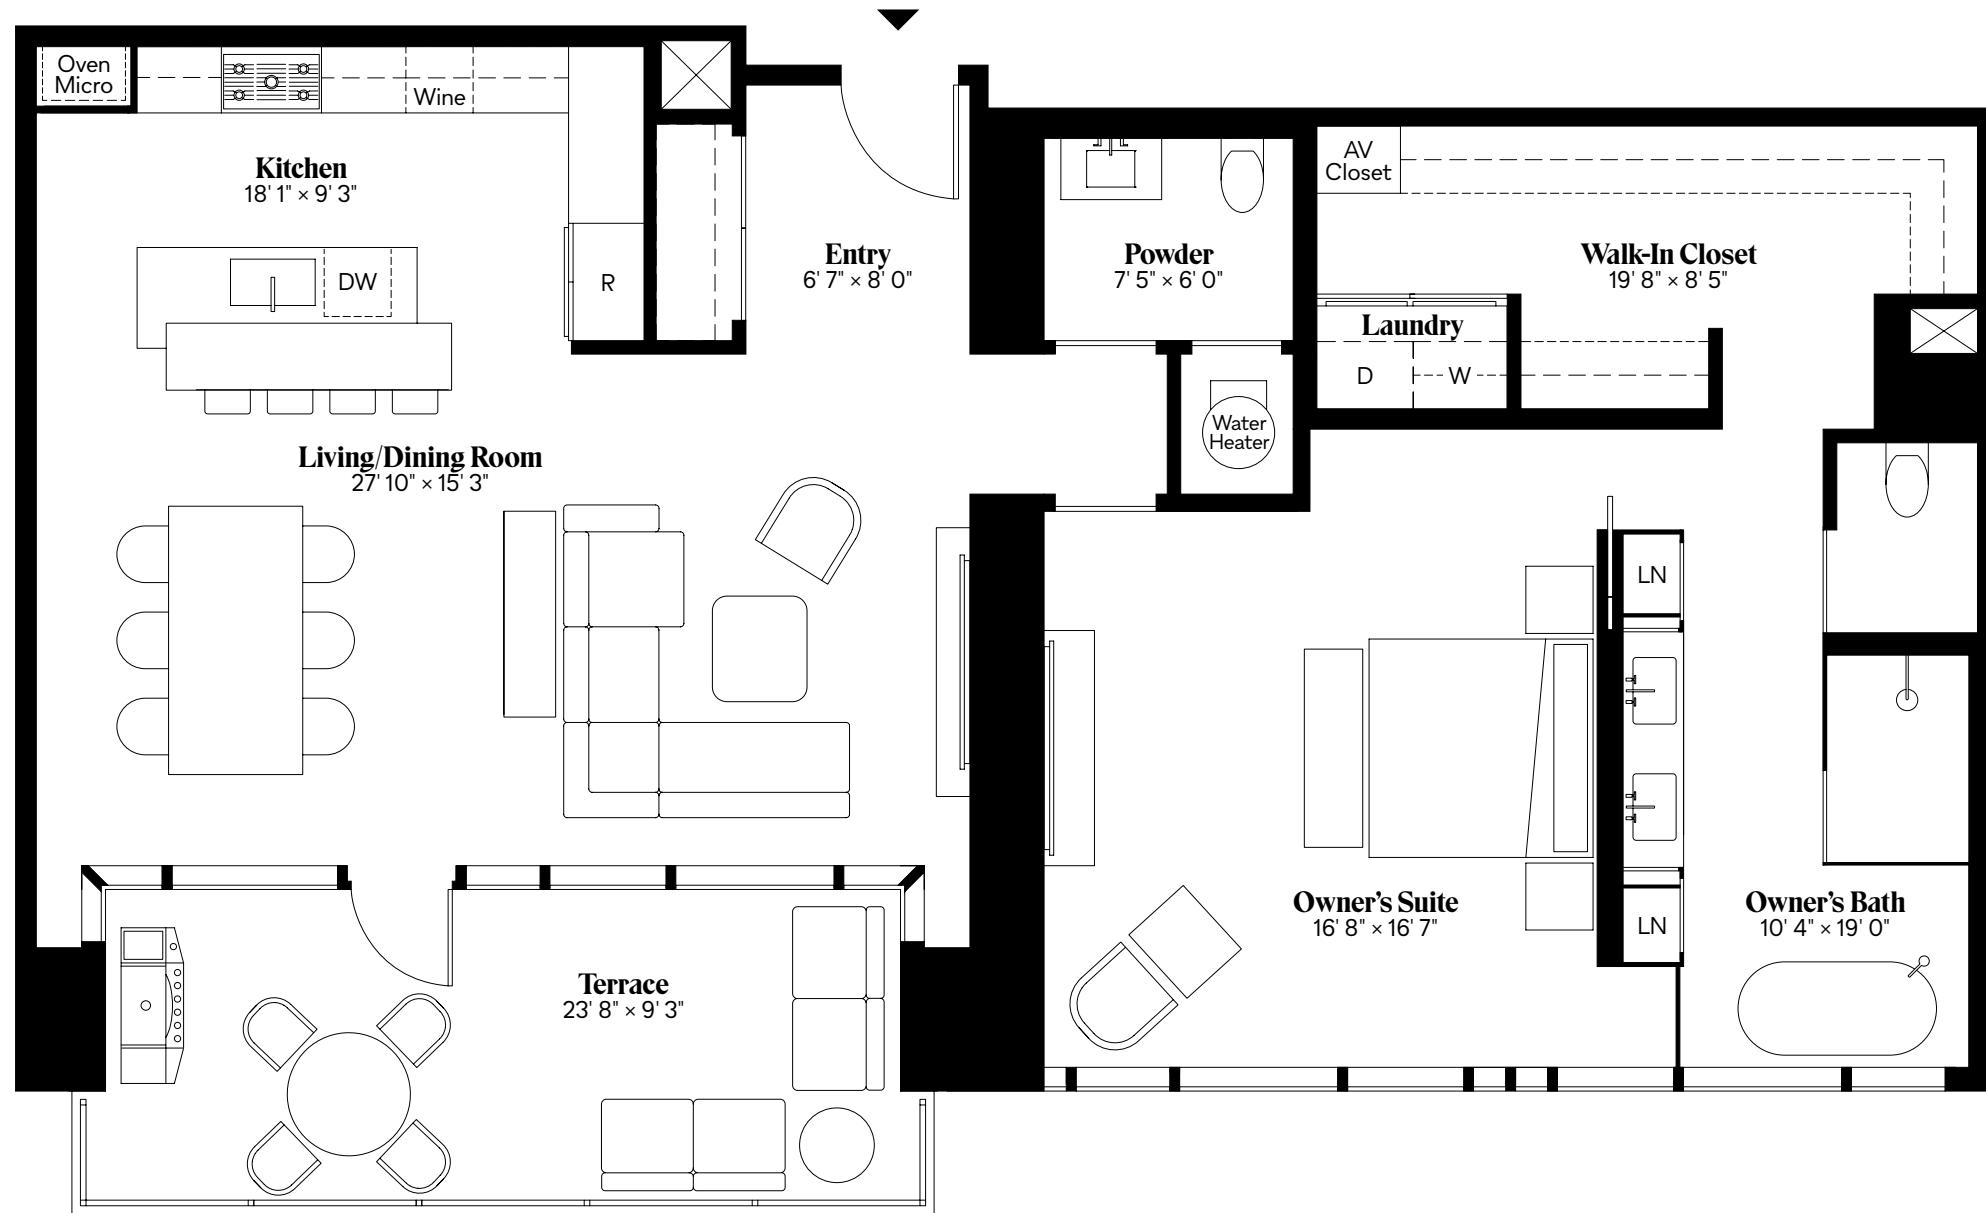 Oven
Micro
Wine
Kitchen
18' 1" × 9' 3"
DW
R
Entry
6' 7" × 8' 0"
Powder
7' 5" × 6' 0"
AV
Closet
Walk-In Closet
19' 8" × 8' 5"
Laundry
D
W
Water
Heater
Living/Dining Room
27' 10" × 15' 3"
LN
Owner's Suite
16' 8" × 16' 7"
LN
Owner's Bath
10' 4" × 19' 0"
Terrace
23' 8" × 9' 3"